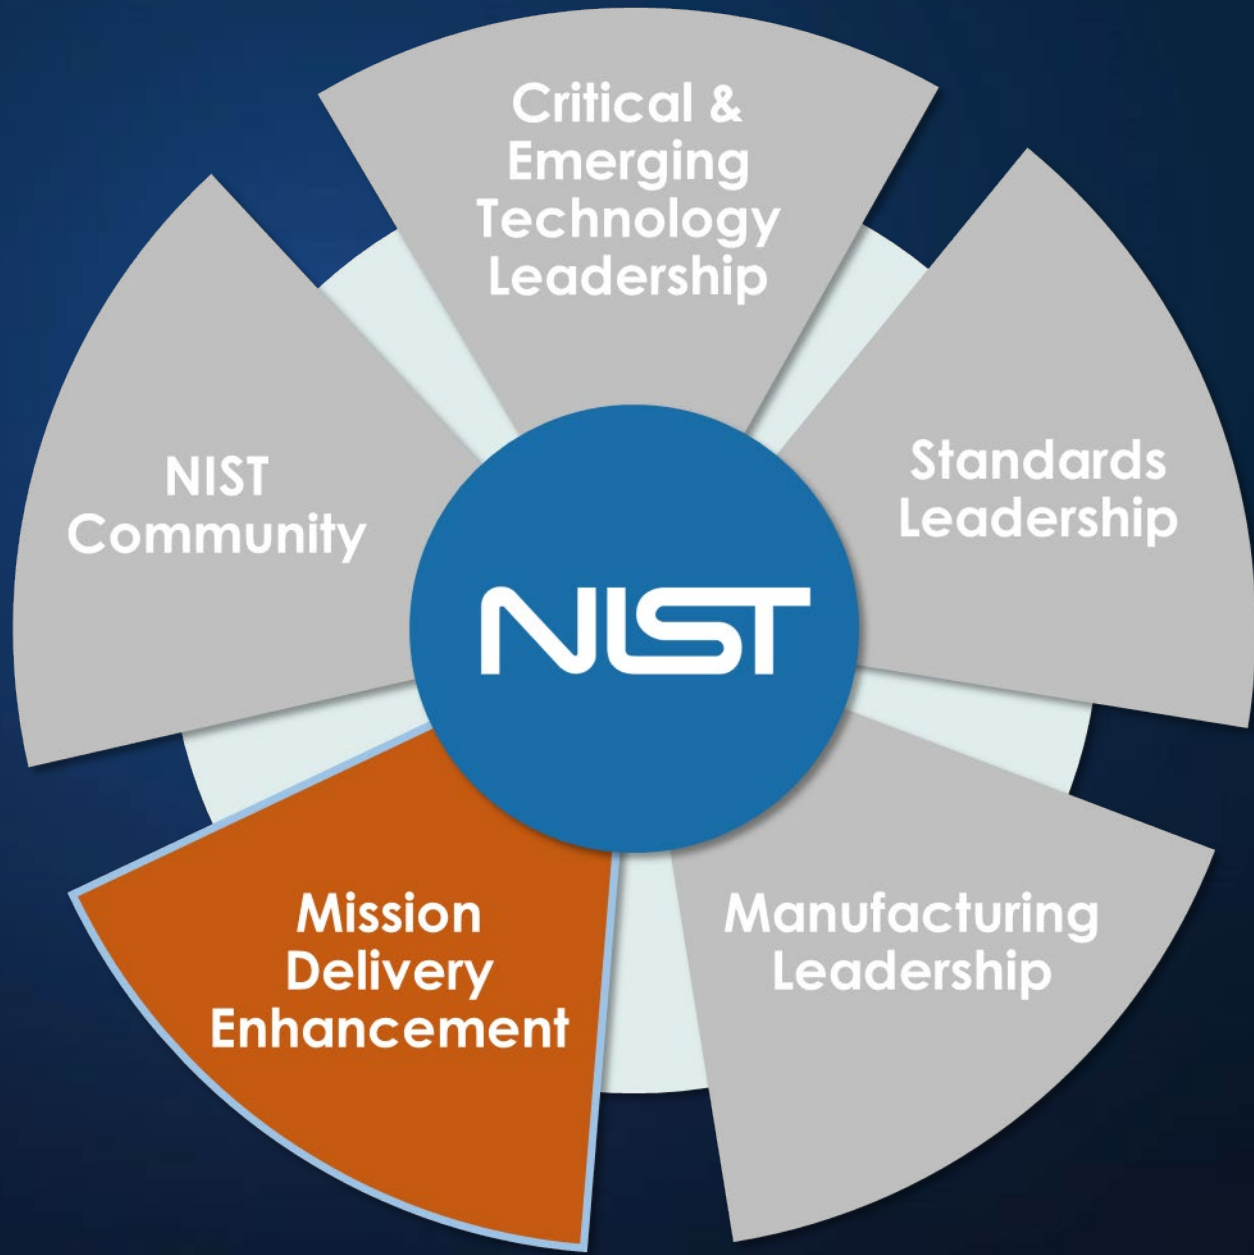 Critical &
Emerging
Technology
Leadership
Standards
Leadership
NIST
Community
NIST
Mission
Delivery
Enhancement
Manufacturing
Leadership